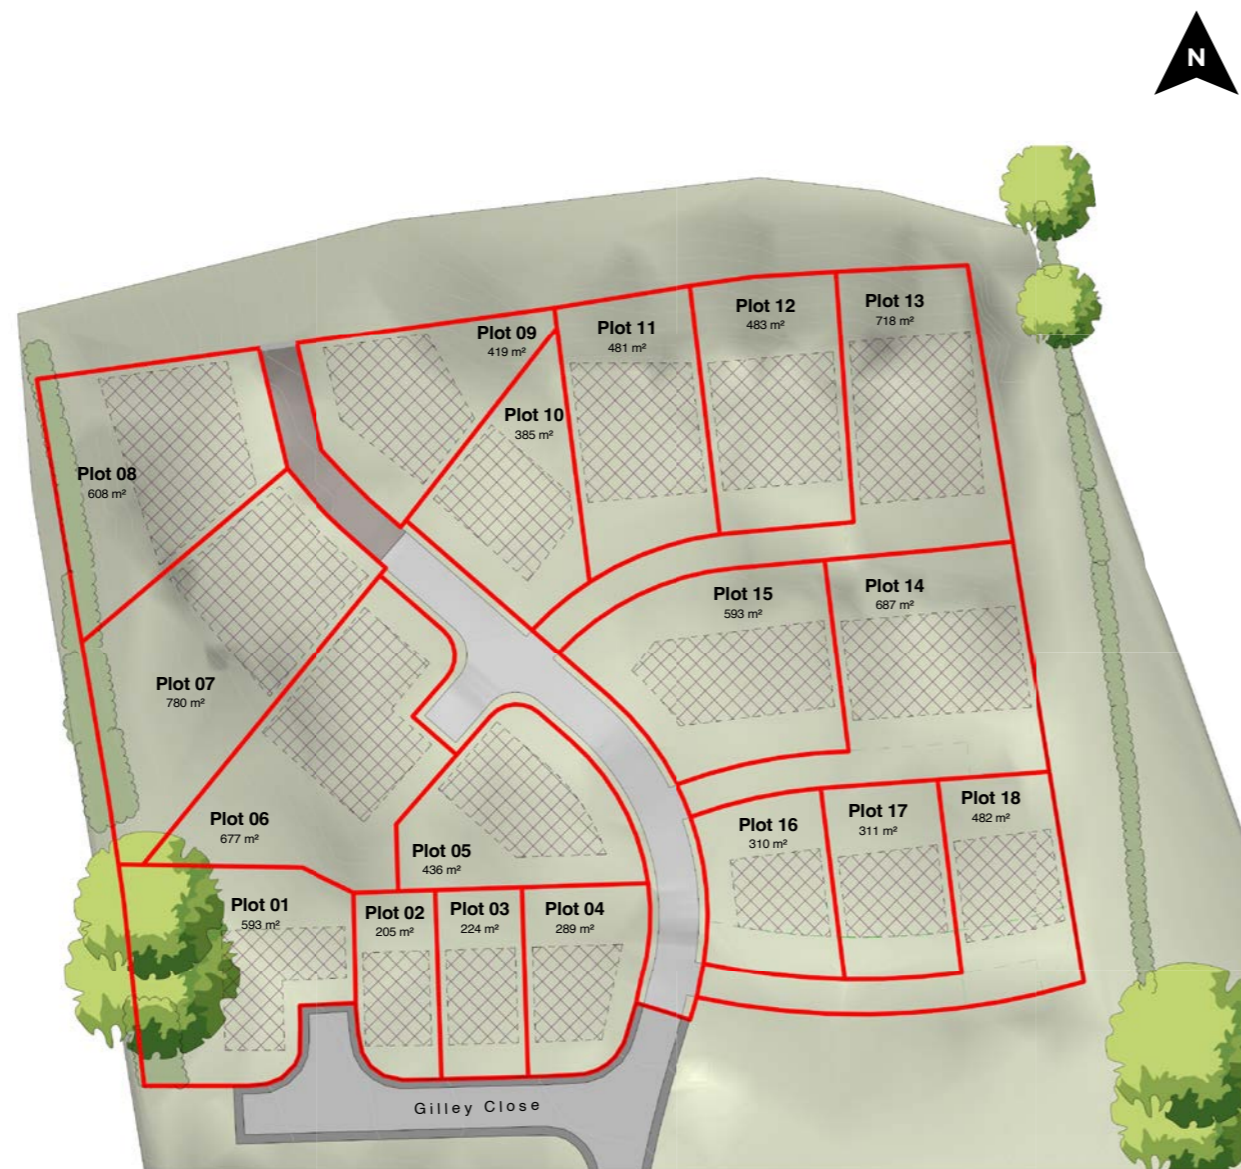 N
Plot 13
718 m²
Plot 12
483 m²
Plot 11
481 m²
Plot 09
419 m²
Plot 10
385 m²
Plot 08
608 m²
Plot 15
593 m²
Plot 14
687 m²
Plot 07
780 m²
Plot 06
677 m²
Plot 05
436 m²
Plot 16
310 m²
Plot 17
311 m²
Plot 18
482 m²
Plot 01
593 m²
Plot 02
205 m²
Plot 03
224 m²
Plot 04
289 m²
Gilley Close